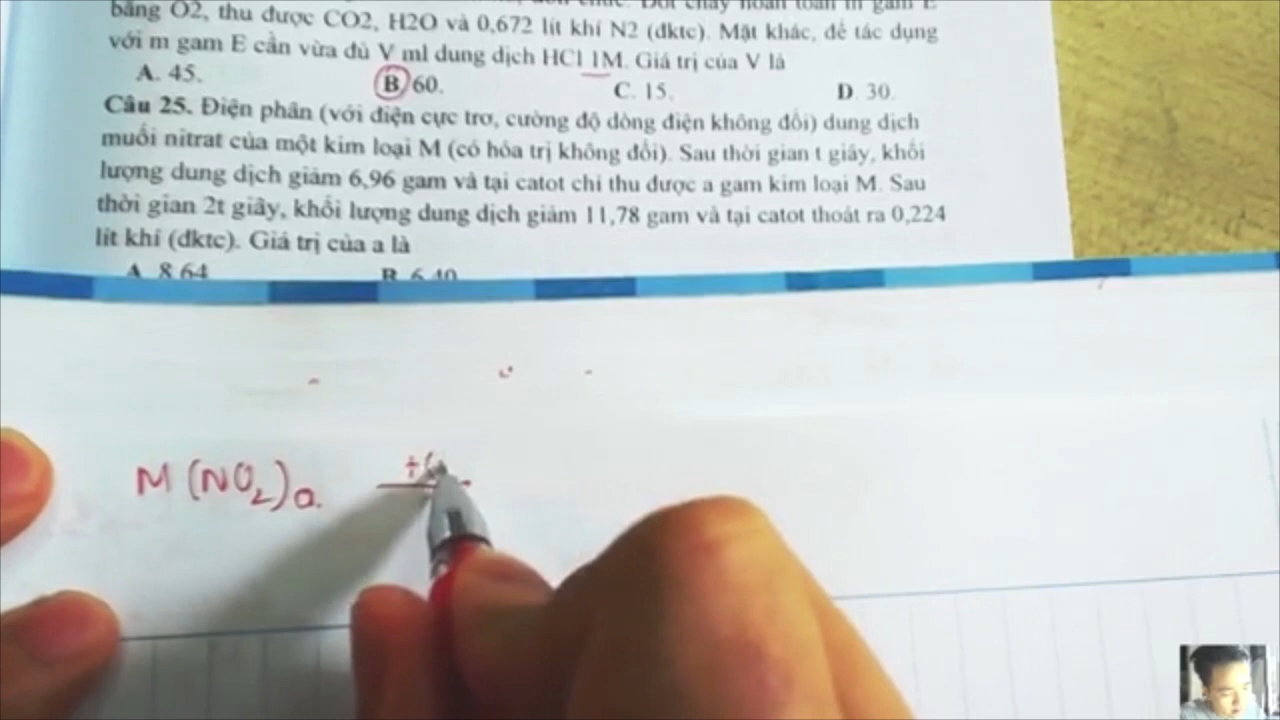 bằng O2, thu được CO2, H2O và 0,672 lít khí N2 (đktc). Mặt khác, để tác dụng
với m gam E cần vừa đủ V ml dung dịch HCl 1M. Giá trị của V là
A. 45. B. 60. C. 15. D. 30.
Câu 25. Điện phân (với điện cực trơ, cường độ dòng điện không đổi) dung dịch
muối nitrat của một kim loại M (có hóa trị không đổi). Sau thời gian t giây, khối
lượng dung dịch giảm 6,96 gam và tại catot chỉ thu được a gam kim loại M. Sau
thời gian 2t giây, khối lượng dung dịch giảm 11,78 gam và tại catot thoát ra 0,224
lít khí (đktc). Giá trị của a là
A. 8,64 B. 6,40
M(NO2)a.